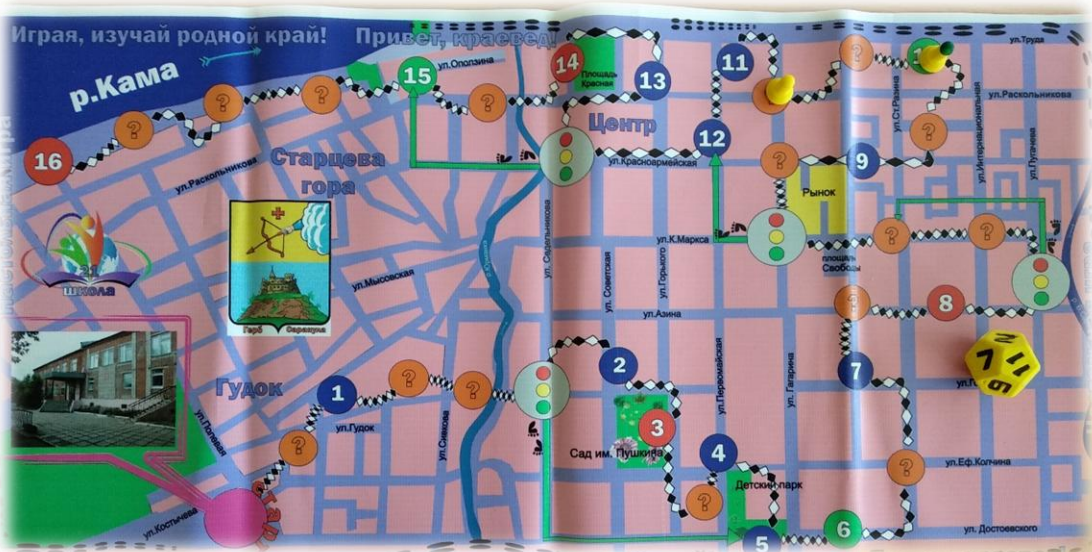 Играя, изучай родной край!
Привет, краевед!
р.Кама
ул.Труда
ул.Оползина
15
14
Площадь
Красная
13
11
?
?
?
?
?
16
12
Центр
ул.Красноармейская
ул.Ст.Разина
ул.Раскольникова
ул.Интернациональная
ул.Пугачева
?
?
9
Рынок
Старцева
гора
ул.Раскольникова
школа
Герб Сарапула
ул.Мысовская
ул.К.Маркса
площадь
Свободы
?
?
ул. Советская
ул.Горького
ул.Азина
8
Гудок
1
?
?
?
2
7
ул.Первомайская
ул. Гагарина
ул.Гудок
ул.Сивкова
3
Сад им. Пушкина
4
?
Детский парк
5
6
?
ул.Еф.Колчина
ул. Достоевского
ул.Полевая
ул.Костычева